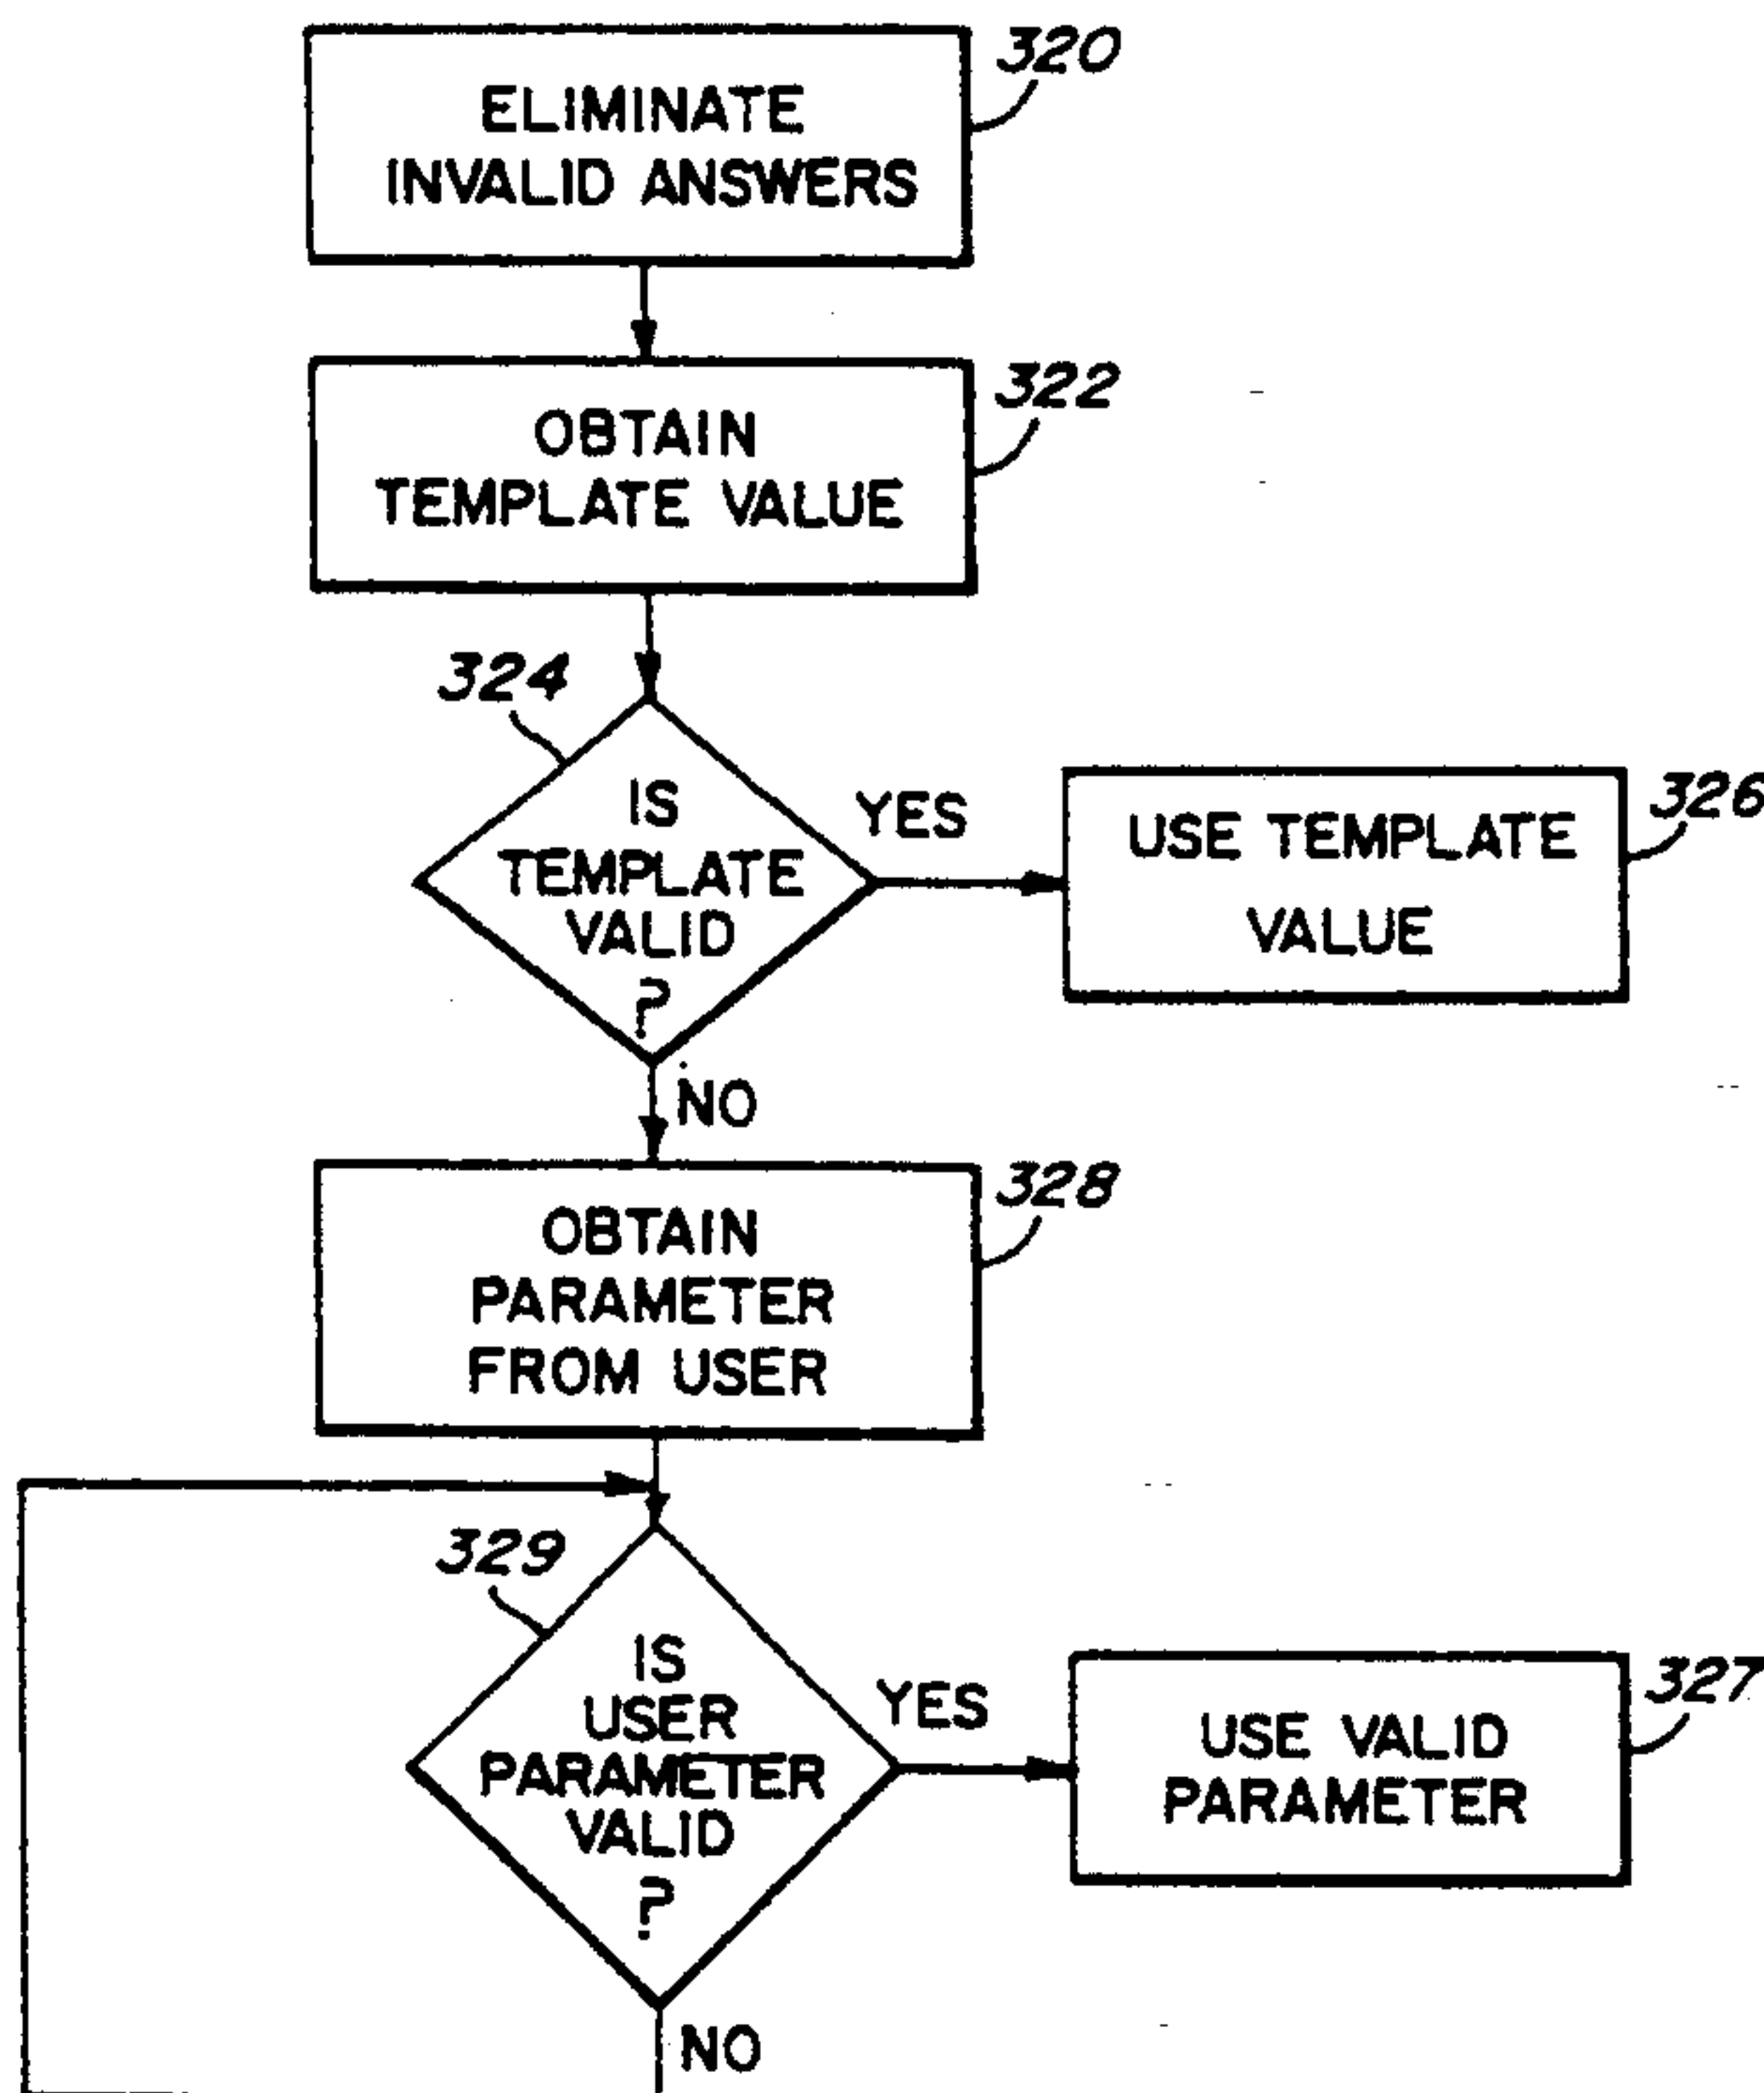 320
ELIMINATE
INVALID ANSWERS
322
OBTAIN
TEMPLATE VALUE
324
IS
TEMPLATE
VALID
?
YES
326
USE TEMPLATE
VALUE
NO
328
OBTAIN
PARAMETER
FROM USER
329
IS
USER
PARAMETER
VALID
?
YES
327
USE VALID
PARAMETER
NO